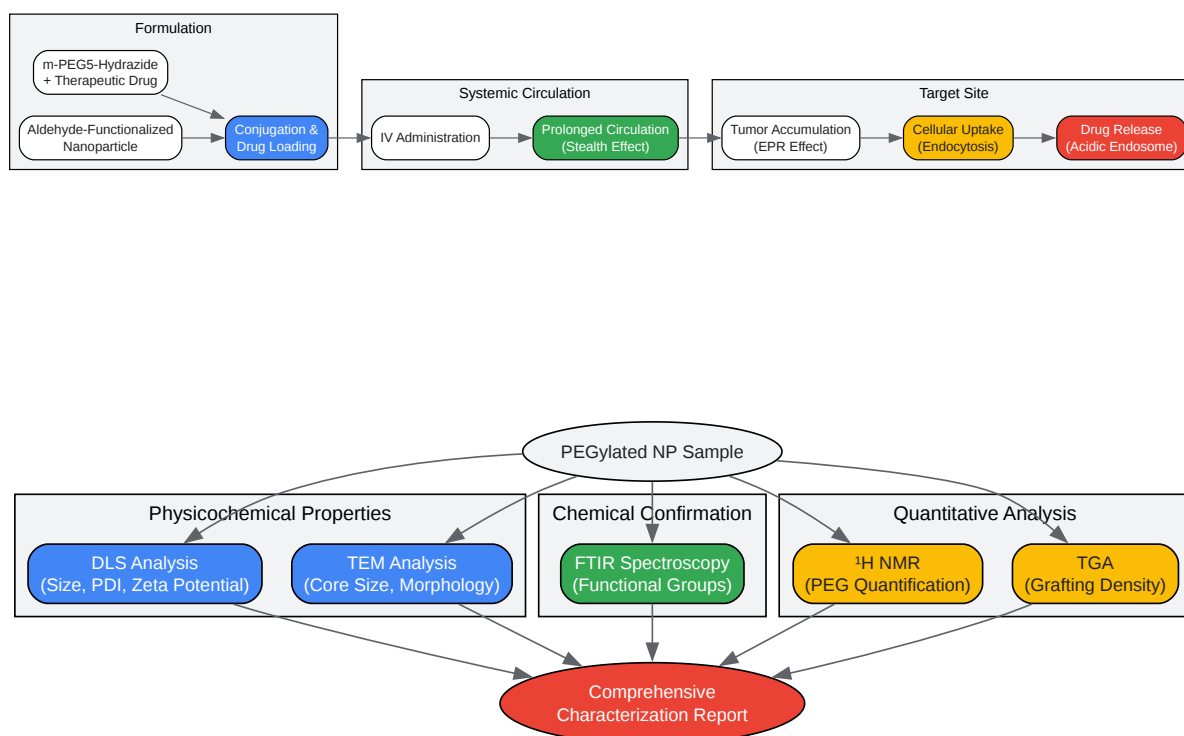 Formulation
m-PEG5-Hydrazide
+ Therapeutic Drug
Aldehyde-Functionalized
Nanoparticle
Conjugation &
Drug Loading
Systemic Circulation
IV Administration
Prolonged Circulation
(Stealth Effect)
Target Site
Tumor Accumulation
(EPR Effect)
Cellular Uptake
(Endocytosis)
Drug Release
(Acidic Endosome)
PEGylated NP Sample
Physicochemical Properties
DLS Analysis
(Size, PDI, Zeta Potential)
TEM Analysis
(Core Size, Morphology)
Chemical Confirmation
FTIR Spectroscopy
(Functional Groups)
Quantitative Analysis
¹H NMR
(PEG Quantification)
TGA
(Grafting Density)
Comprehensive
Characterization Report